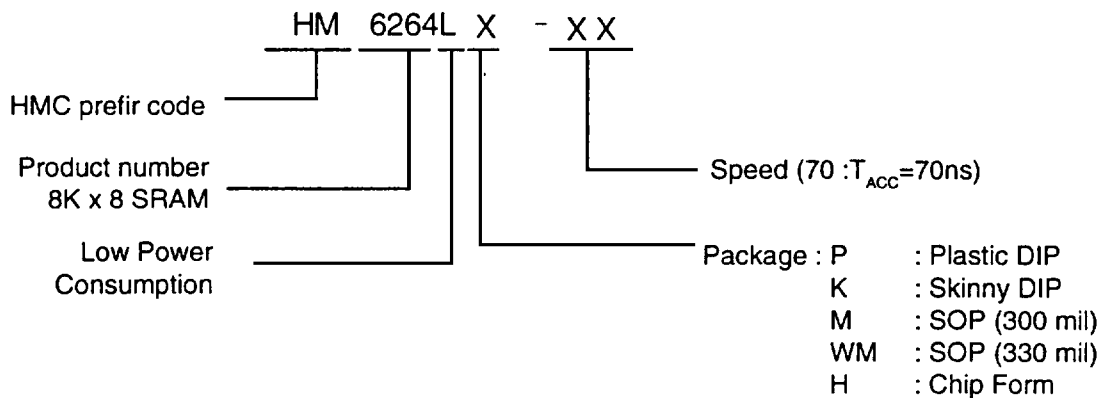 HM 6264L X - XX
HMC prefir code
Product number
8K x 8 SRAM
Low Power
Consumption
Speed (70 :TACC=70ns)
Package : P : Plastic DIP
K : Skinny DIP
M : SOP (300 mil)
WM : SOP (330 mil)
H : Chip Form